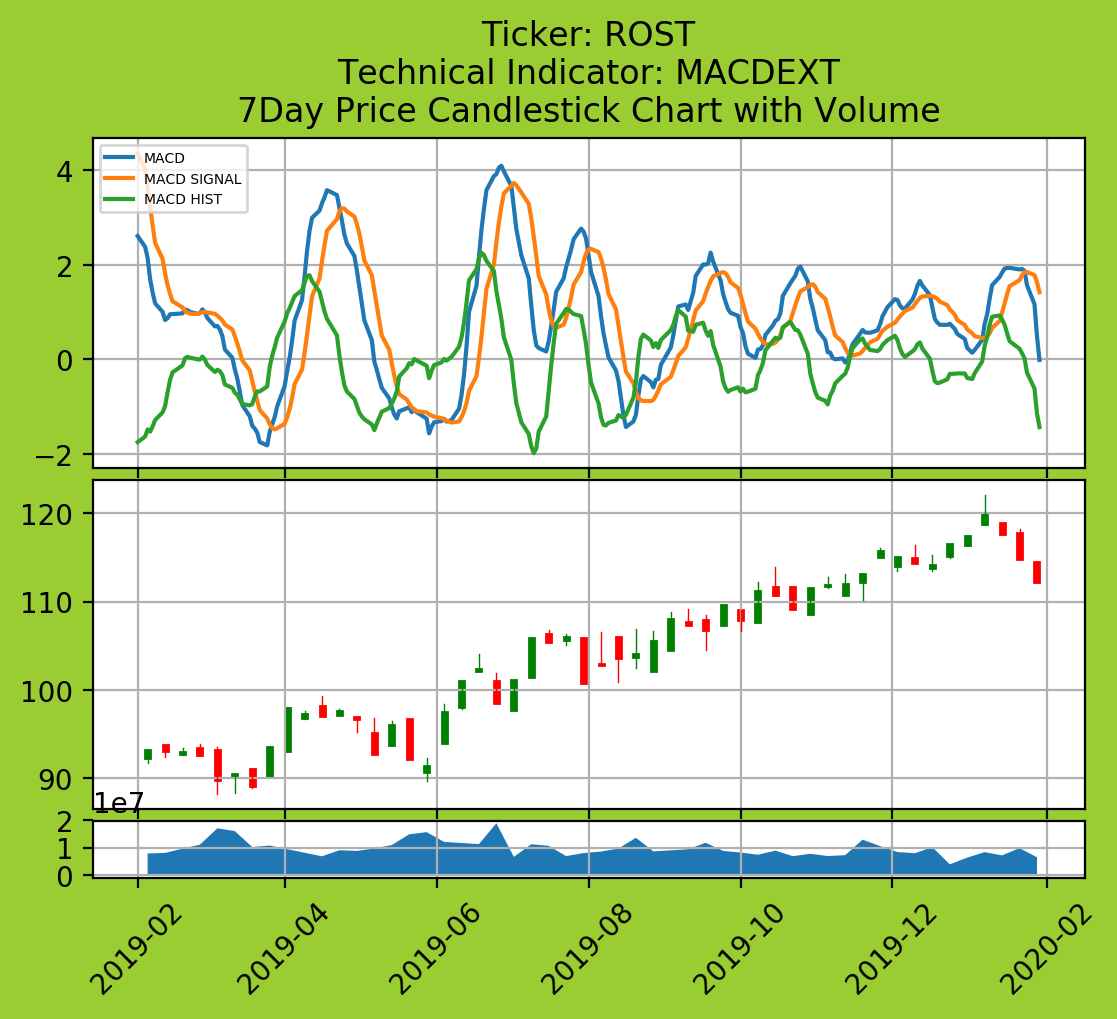 Ticker: ROST
Technical Indicator: MACDEXT
7Day Price Candlestick Chart with Volume
MACD
MACD SIGNAL
MACD HIST
4
2
0
−2
120
110
100
90
1e7
2
1
0
2019-02
2019-04
2019-06
2019-08
2019-10
2019-12
2020-02